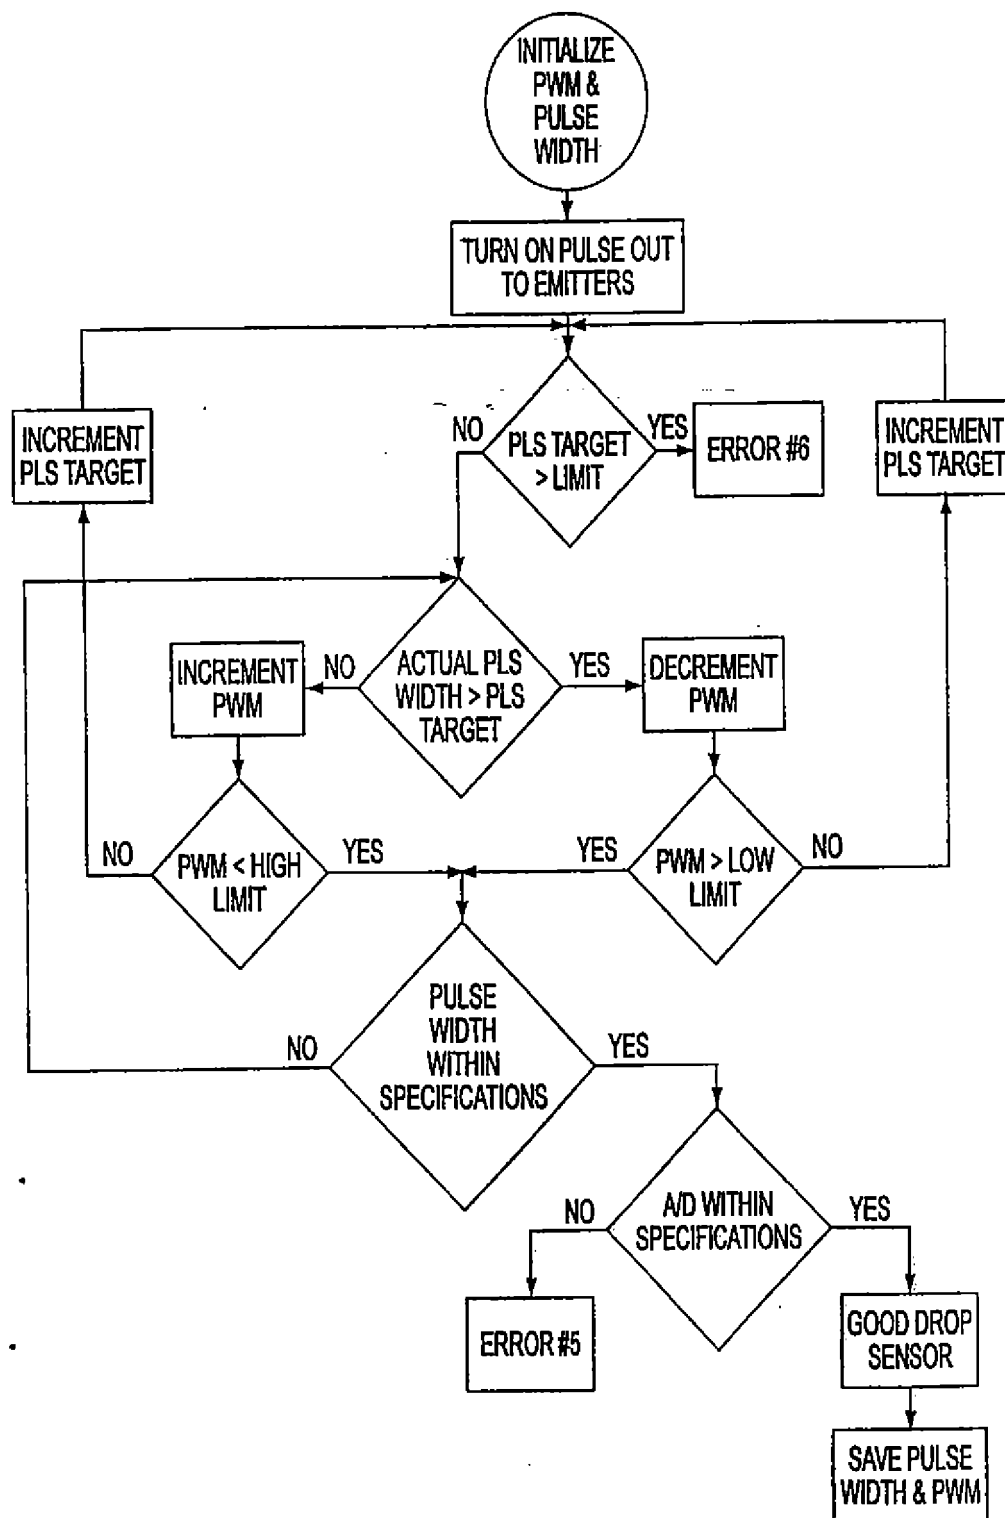 INITIALIZE
PWM &
PULSE
WIDTH
TURN ON PULSE OUT
TO EMITTERS
INCREMENT
PLS TARGET
NO
PLS TARGET
> LIMIT
YES
ERROR #6
INCREMENT
PLS TARGET
INCREMENT
PWM
NO
ACTUAL PLS
WIDTH > PLS
TARGET
YES
DECREMENT
PWM
NO
PWM < HIGH
LIMIT
YES
YES
PWM > LOW
LIMIT
NO
NO
PULSE
WIDTH
WITHIN
SPECIFICATIONS
YES
NO
A/D WITHIN
SPECIFICATIONS
YES
ERROR #5
GOOD DROP
SENSOR
SAVE PULSE
WIDTH & PWM